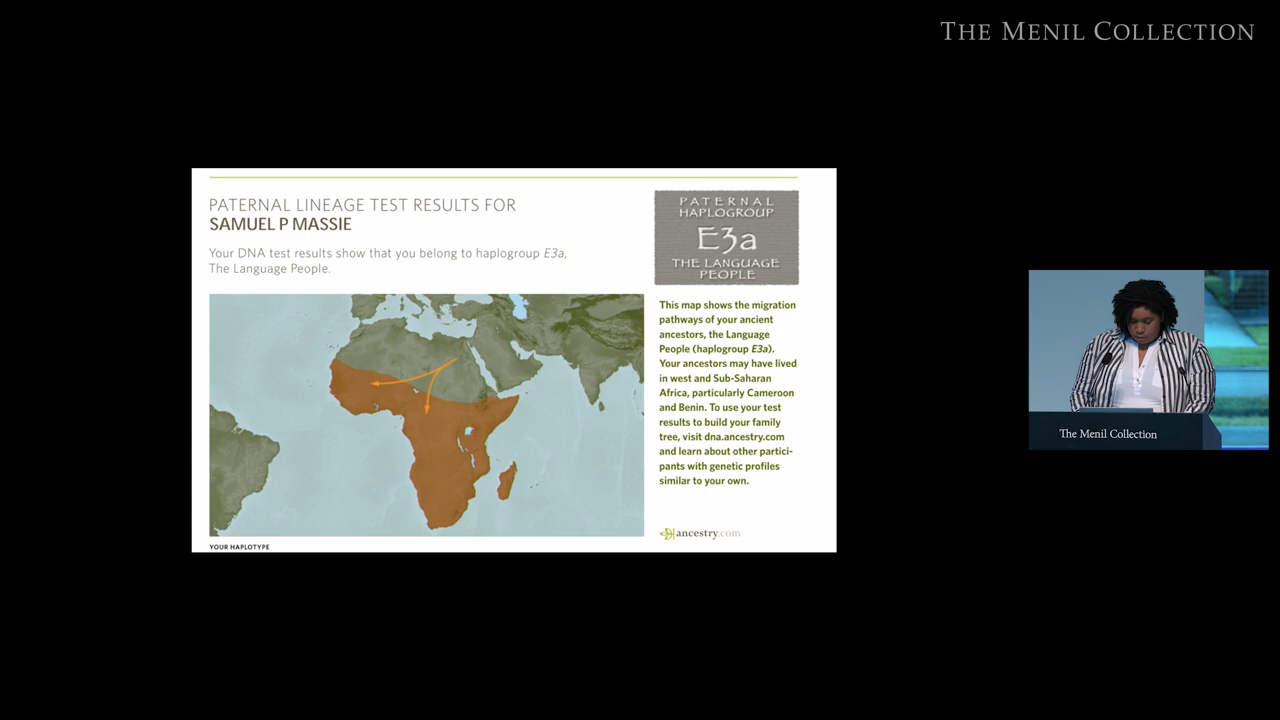 THE MENIL COLLECTION
PATERNAL LINEAGE TEST RESULTS FOR
SAMUEL P MASSIE
Your DNA test results show that you belong to haplogroup E3a,
The Language People.
PATERNAL
HAPLOGROUP
E3a
THE LANGUAGE
PEOPLE
This map shows the migration
pathways of your ancient
ancestors, the Language
People (haplogroup E3a).
Your ancestors may have lived
in west and Sub-Saharan
Africa, particularly Cameroon
and Benin. To use your test
results to build your family
tree, visit dna.ancestry.com
and learn about other partici-
pants with genetic profiles
similar to your own.
ancestry.com
YOUR HAPLOTYPE
The Menil Collection